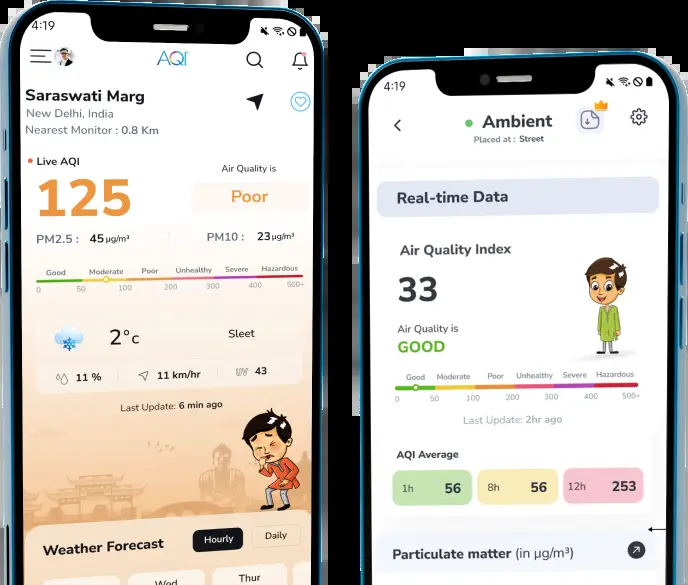 4:19
AQI
Saraswati Marg
New Delhi, India
Nearest Monitor : 0.8 Km
Live AQI
125
Air Quality is
Poor
PM2.5 : 45 µg/m³
PM10 : 23 µg/m³
Good Moderate Poor Unhealthy Severe Hazardous
0 50 100 200 300 400 500+
2°c
Sleet
11 %
11 km/hr
UV 43
Last Update: 6 min ago
Weather Forecast
Hourly
Daily
Wed
Thur
4:19
Ambient
Placed at : Street
Real-time Data
Air Quality Index
33
Air Quality is
GOOD
Good Moderate Poor Unhealthy Severe Hazardous
0 50 100 200 300 400 500+
Last Update: 2hr ago
AQI Average
1h 56
8h 56
12h 253
Particulate matter (in µg/m³)